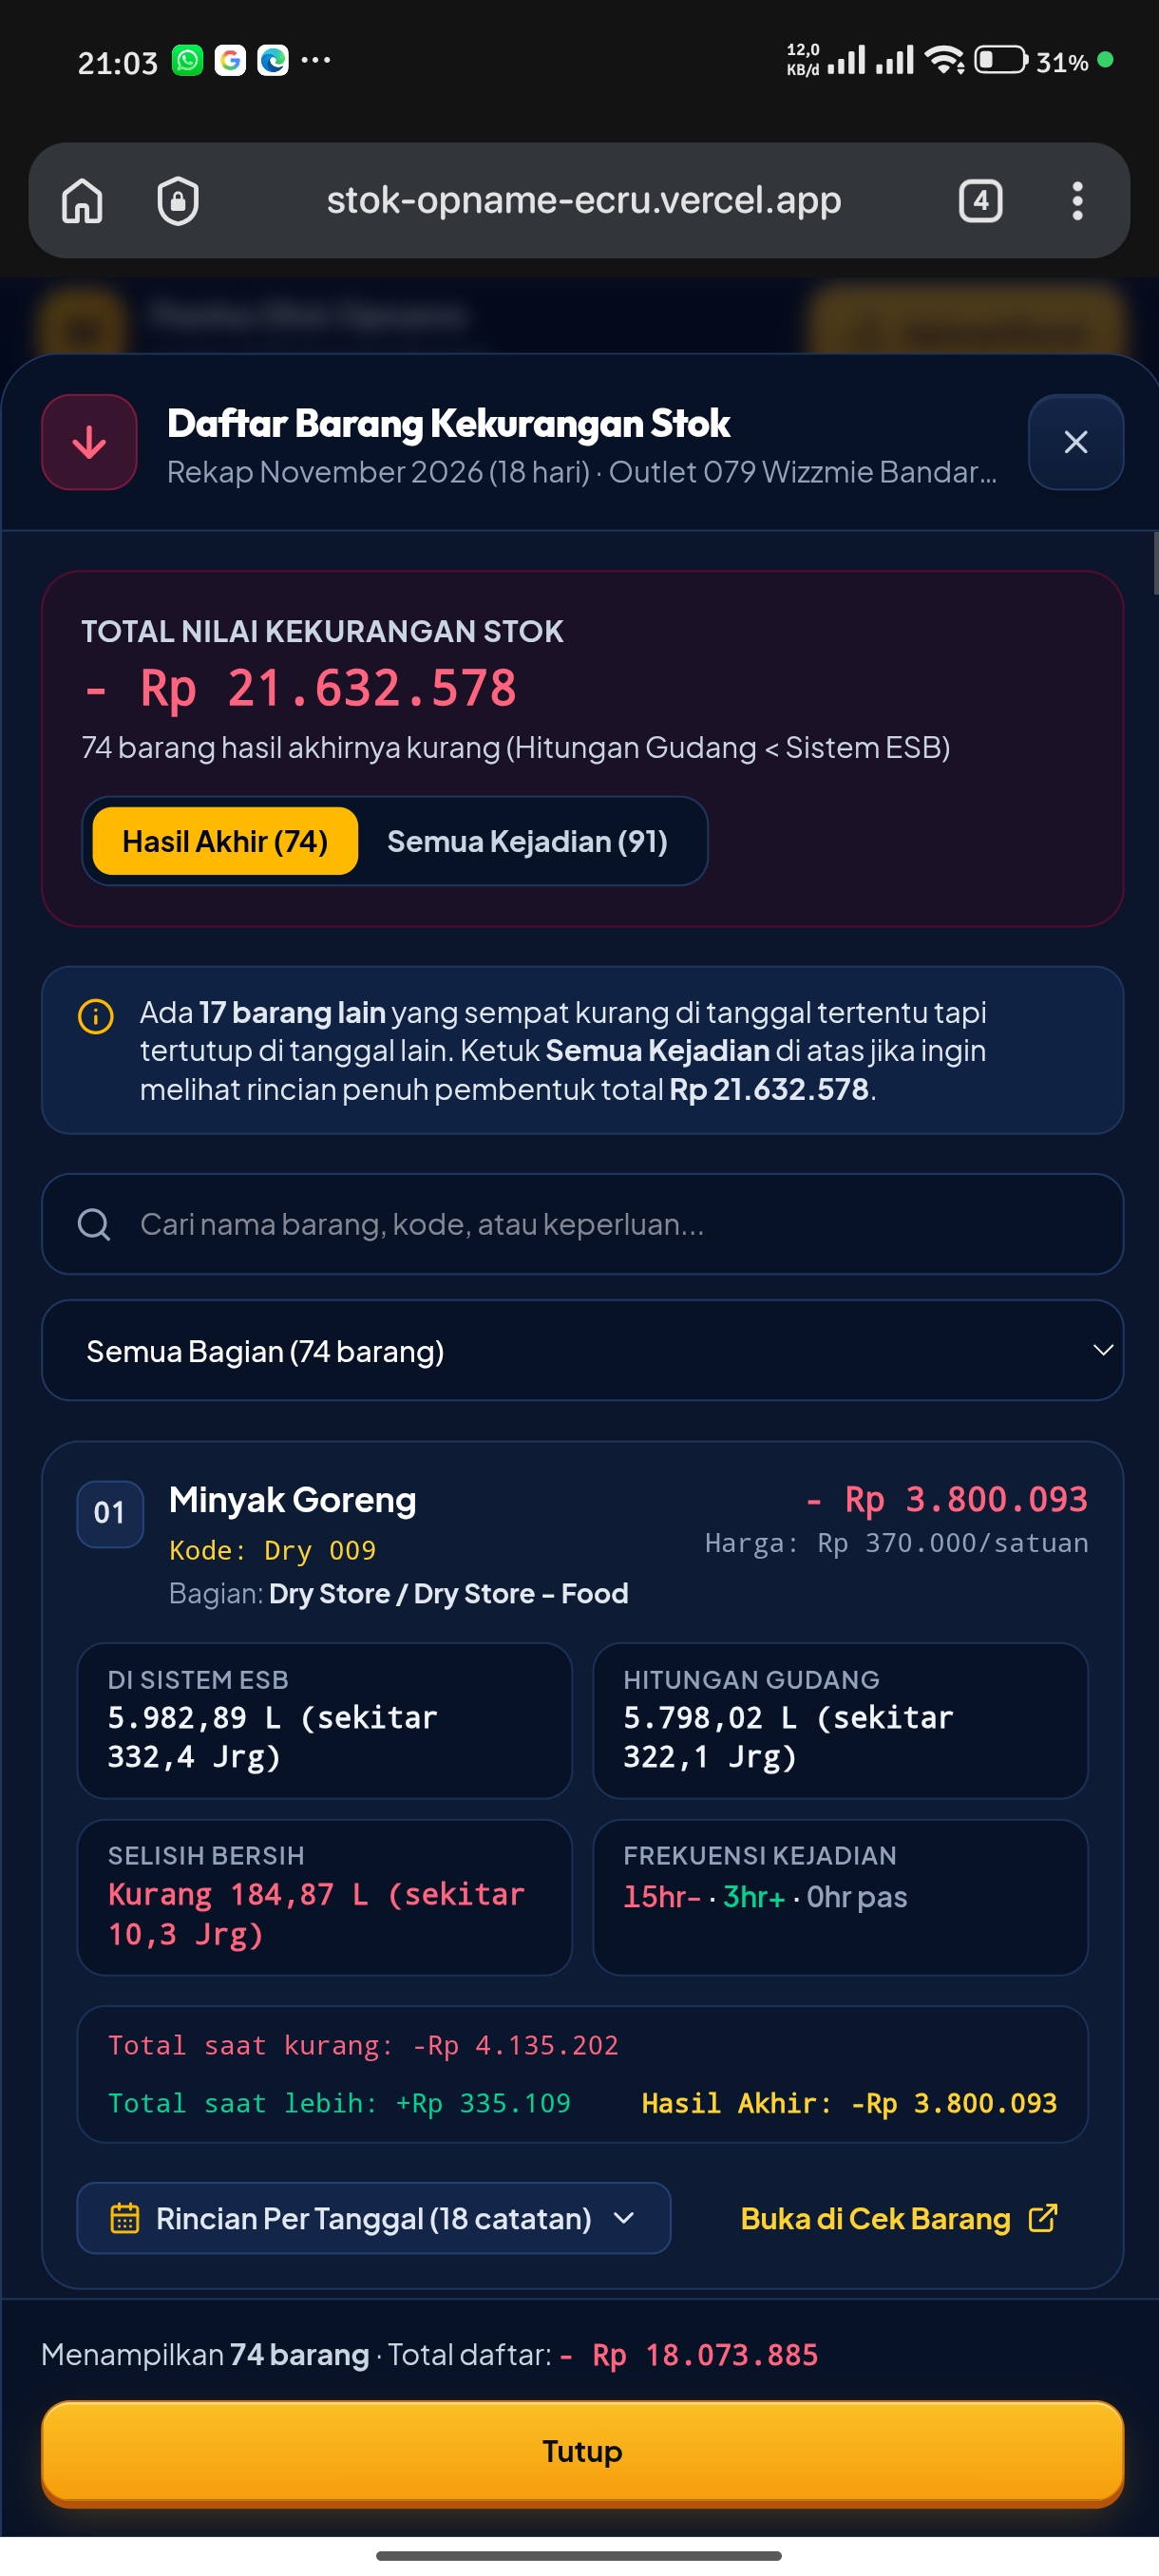 21:03
12,0
KB/d
31%
stok-opname-ecru.vercel.app
4
Daftar Barang Kekurangan Stok
Rekap November 2026 (18 hari) · Outlet 079 Wizzmie Bandar...
TOTAL NILAI KEKURANGAN STOK
- Rp 21.632.578
74 barang hasil akhirnya kurang (Hitungan Gudang < Sistem ESB)
Hasil Akhir (74)
Semua Kejadian (91)
Ada 17 barang lain yang sempat kurang di tanggal tertentu tapi
tertutup di tanggal lain. Ketuk Semua Kejadian di atas jika ingin
melihat rincian penuh pembentuk total Rp 21.632.578.
Cari nama barang, kode, atau keperluan...
Semua Bagian (74 barang)
01
Minyak Goreng
- Rp 3.800.093
Kode: Dry 009
Harga: Rp 370.000/satuan
Bagian: Dry Store / Dry Store - Food
DI SISTEM ESB
5.982,89 L (sekitar
332,4 Jrg)
HITUNGAN GUDANG
5.798,02 L (sekitar
322,1 Jrg)
SELISIH BERSIH
Kurang 184,87 L (sekitar
10,3 Jrg)
FREKUENSI KEJADIAN
15hr- · 3hr+ · 0hr pas
Total saat kurang: -Rp 4.135.202
Total saat lebih: +Rp 335.109
Hasil Akhir: -Rp 3.800.093
Rincian Per Tanggal (18 catatan)
Buka di Cek Barang
Menampilkan 74 barang · Total daftar: - Rp 18.073.885
Tutup